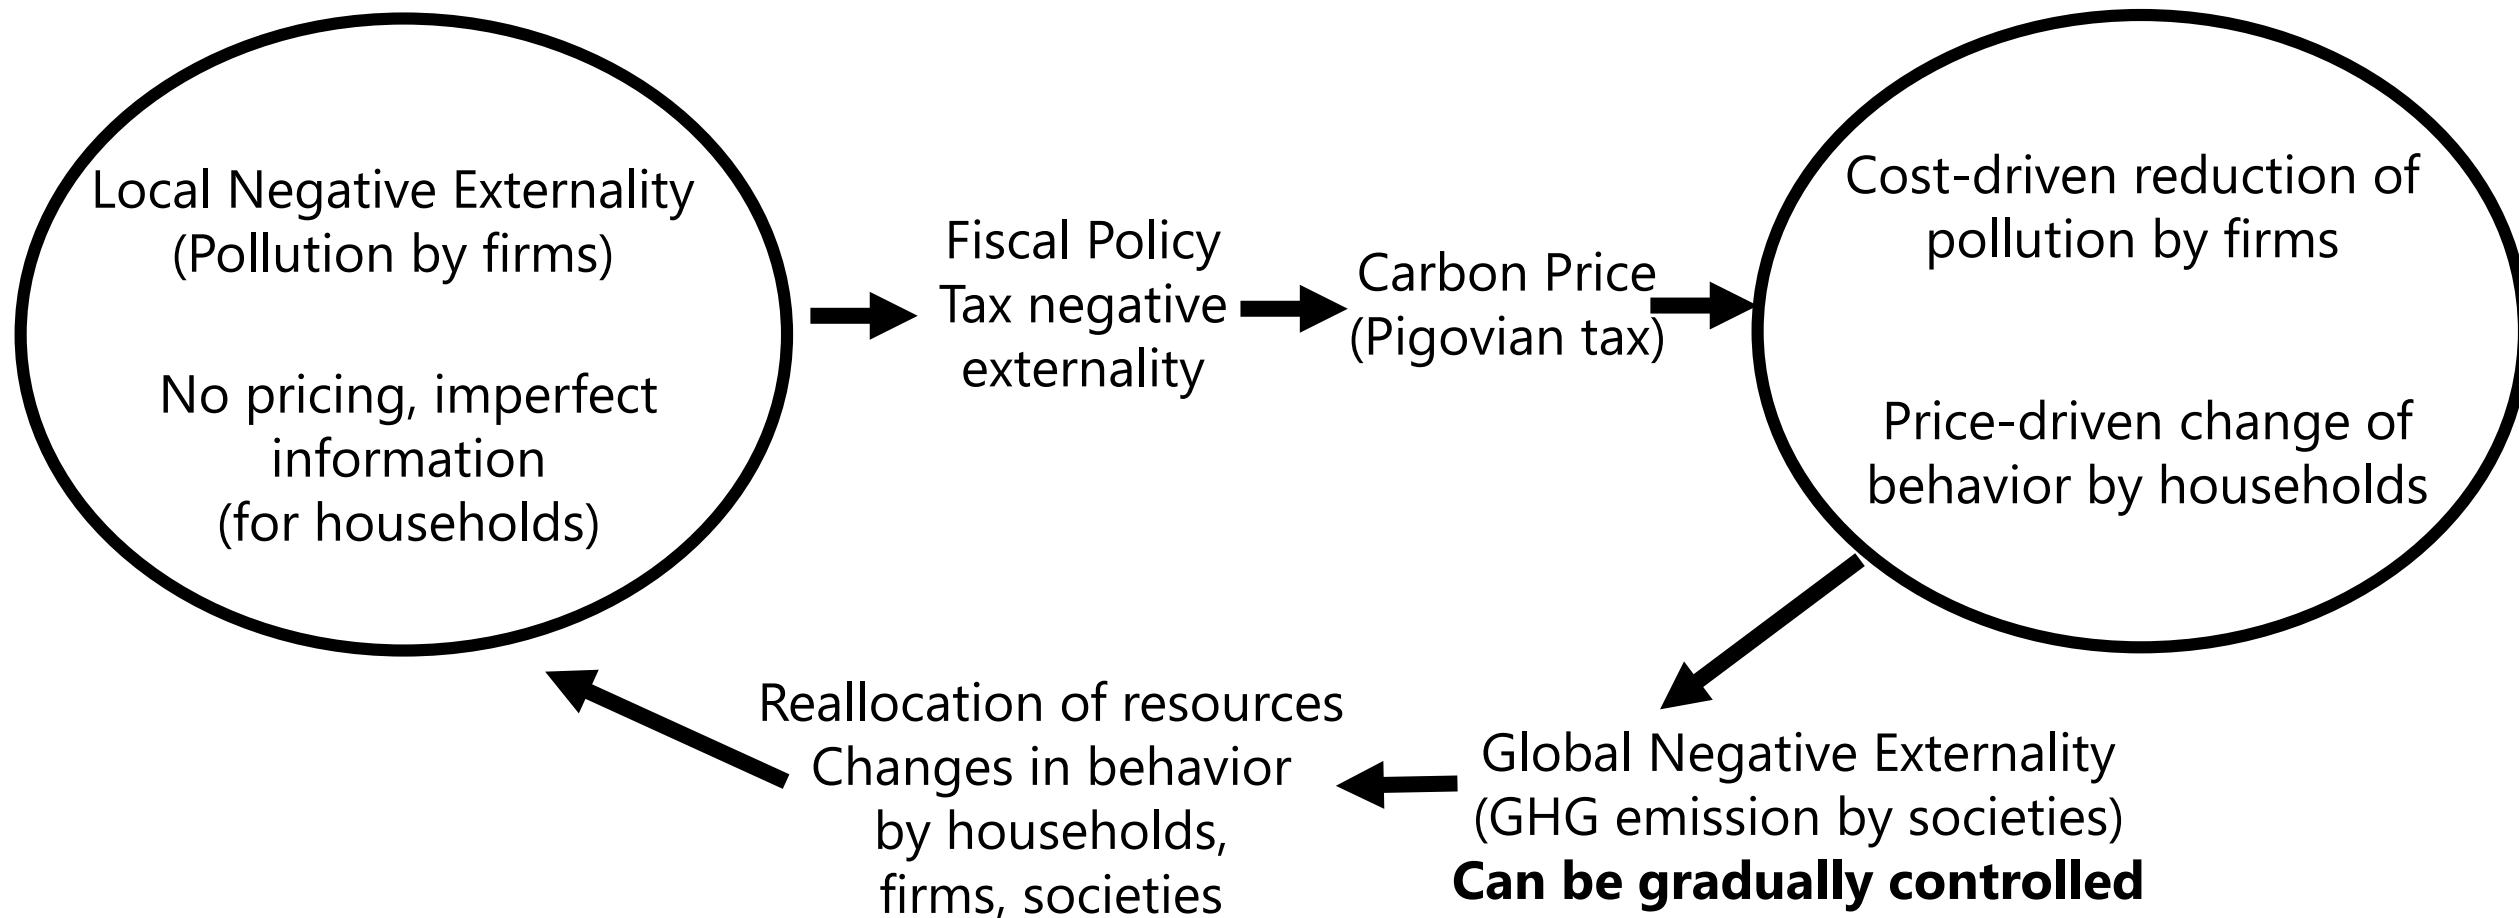 Local Negative Externality
(Pollution by firms)
No pricing, imperfect
information
(for households)
Fiscal Policy
Tax negative
externality
Carbon Price
(Pigovian tax)
Cost-driven reduction of
pollution by firms
Price-driven change of
behavior by households
Global Negative Externality
(GHG emission by societies)
Can be gradually controlled
Reallocation of resources
Changes in behavior
by households,
firms, societies